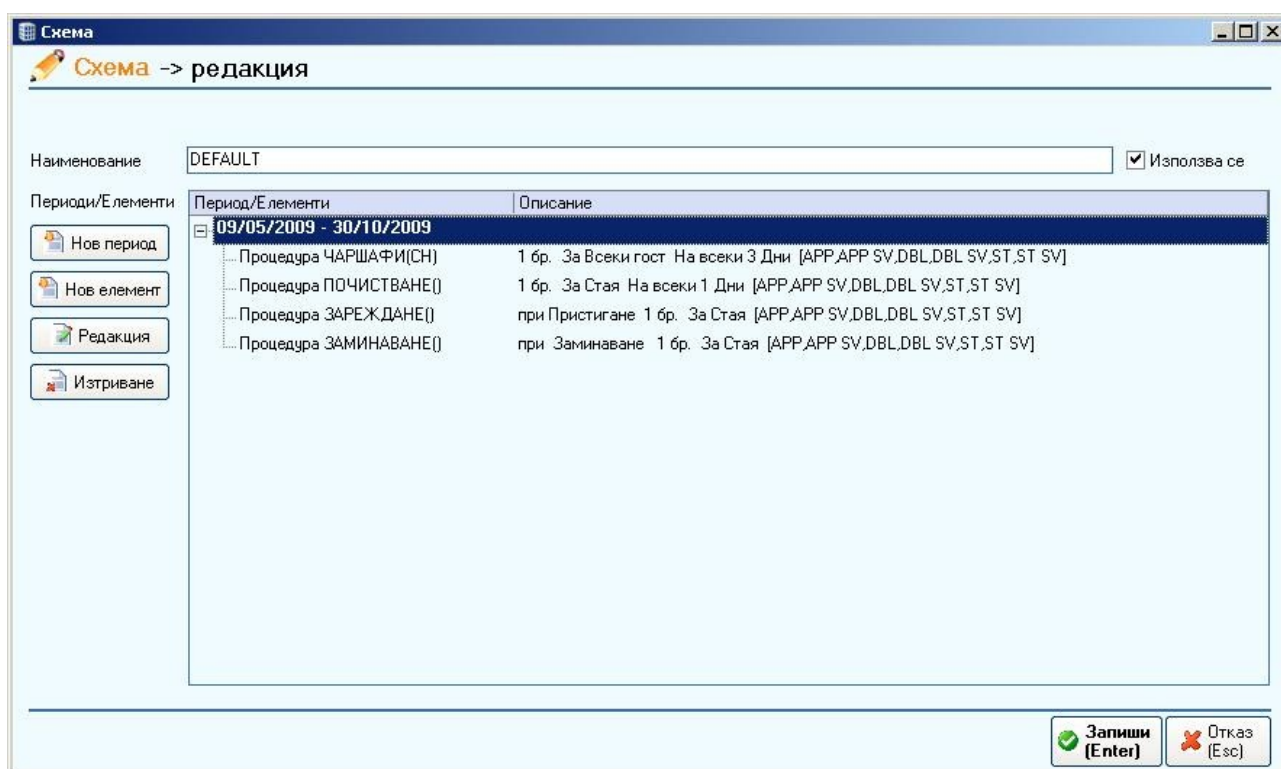 Схема
Схема -> редакция
Наименование DEFAULT Използва се
Периоди/Елементи Период/Елементи Описание
09/05/2009 - 30/10/2009
Нов период
Процедура ЧАРШАФИ(СН) 1 бр. За Всеки гост На всеки 3 Дни [APP,APP SV,DBL,DBL SV,ST,ST SV]
Нов елемент Процедура ПОЧИСТВАНЕ() 1 бр. За Стая На всеки 1 Дни [APP,APP SV,DBL,DBL SV,ST,ST SV]
Процедура ЗАРЕЖДАНЕ() при Пристигане 1 бр. За Стая [APP,APP SV,DBL,DBL SV,ST,ST SV]
Редакция Процедура ЗАМИНАВАНЕ() при Заминаване 1 бр. За Стая [APP,APP SV,DBL,DBL SV,ST,ST SV]
Изтриване
Запиши Отказ
(Enter) (Esc)